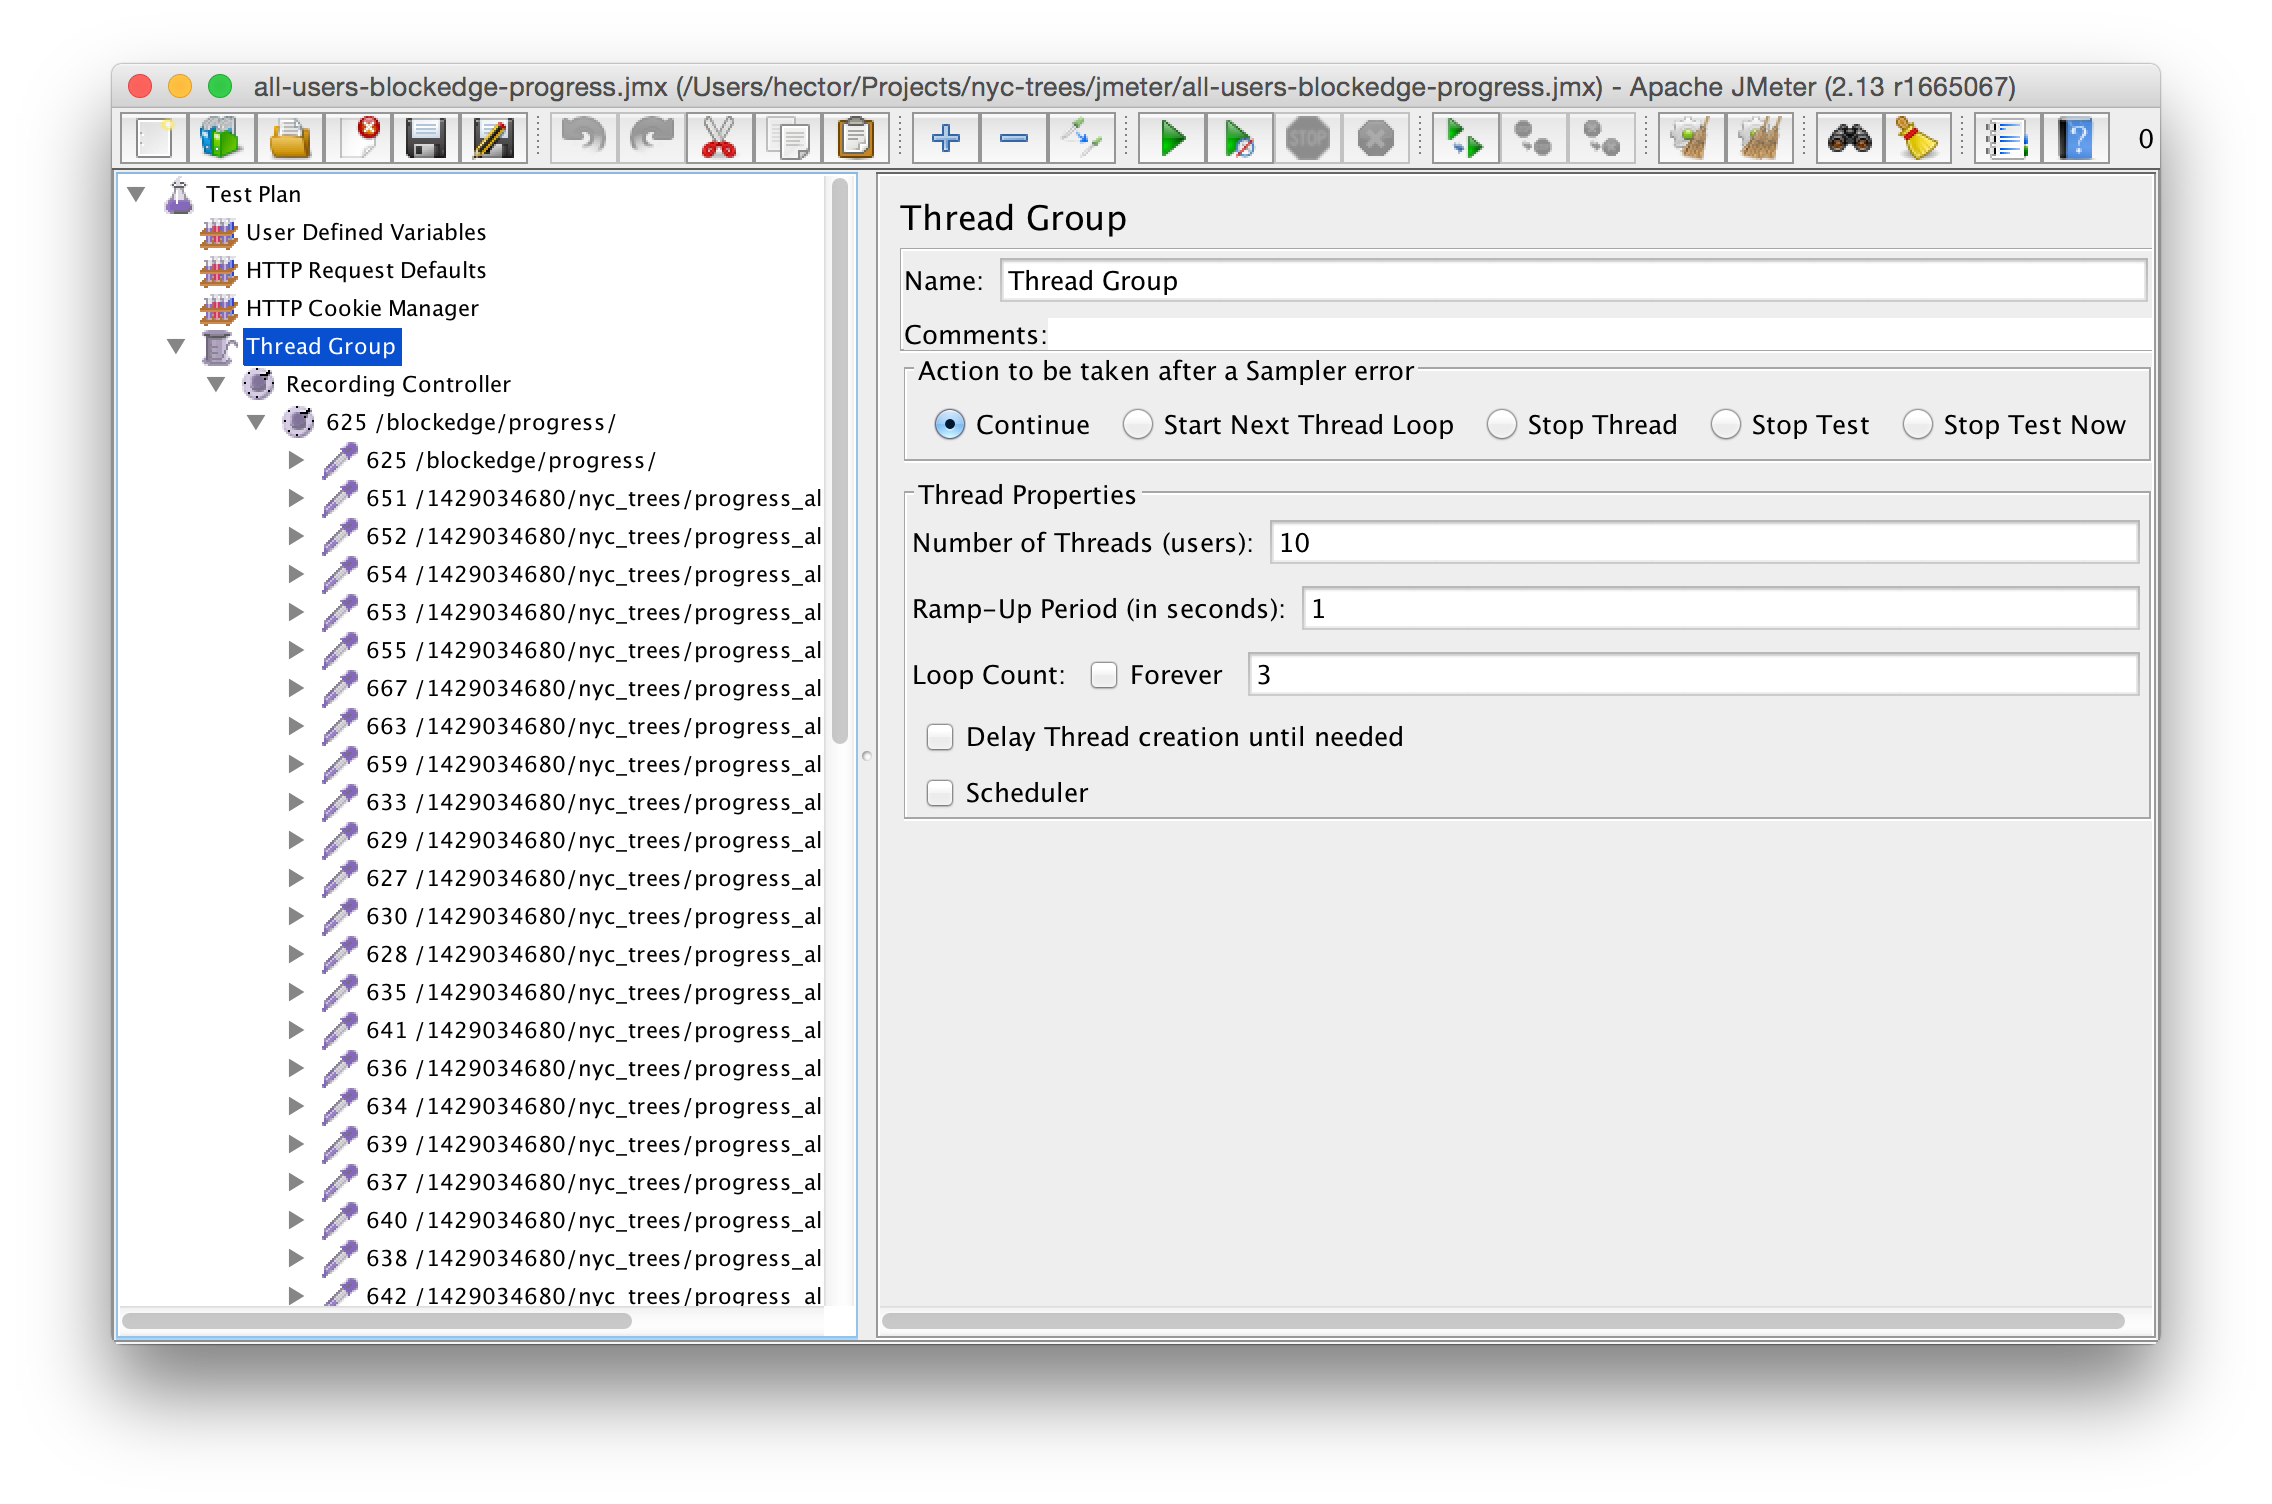 all-users-blockedge-progress.jmx (/Users/hector/Projects/nyc-trees/jmeter/all-users-blockedge-progress.jmx) - Apache JMeter (2.13 r1665067)
STOP
?
0
Test Plan
User Defined Variables
HTTP Request Defaults
HTTP Cookie Manager
Thread Group
Recording Controller
625 /blockedge/progress/
625 /blockedge/progress/
651 /1429034680/nyc_trees/progress_al
652 /1429034680/nyc_trees/progress_al
654 /1429034680/nyc_trees/progress_al
653 /1429034680/nyc_trees/progress_al
655 /1429034680/nyc_trees/progress_al
667 /1429034680/nyc_trees/progress_al
663 /1429034680/nyc_trees/progress_al
659 /1429034680/nyc_trees/progress_al
633 /1429034680/nyc_trees/progress_al
629 /1429034680/nyc_trees/progress_al
627 /1429034680/nyc_trees/progress_al
630 /1429034680/nyc_trees/progress_al
628 /1429034680/nyc_trees/progress_al
635 /1429034680/nyc_trees/progress_al
641 /1429034680/nyc_trees/progress_al
636 /1429034680/nyc_trees/progress_al
634 /1429034680/nyc_trees/progress_al
639 /1429034680/nyc_trees/progress_al
637 /1429034680/nyc_trees/progress_al
640 /1429034680/nyc_trees/progress_al
638 /1429034680/nyc_trees/progress_al
642 /1429034680/nyc_trees/progress_al
Thread Group
Name: Thread Group
Comments:
Action to be taken after a Sampler error
Continue Start Next Thread Loop Stop Thread Stop Test Stop Test Now
Thread Properties
Number of Threads (users): 10
Ramp-Up Period (in seconds): 1
Loop Count: Forever 3
Delay Thread creation until needed
Scheduler